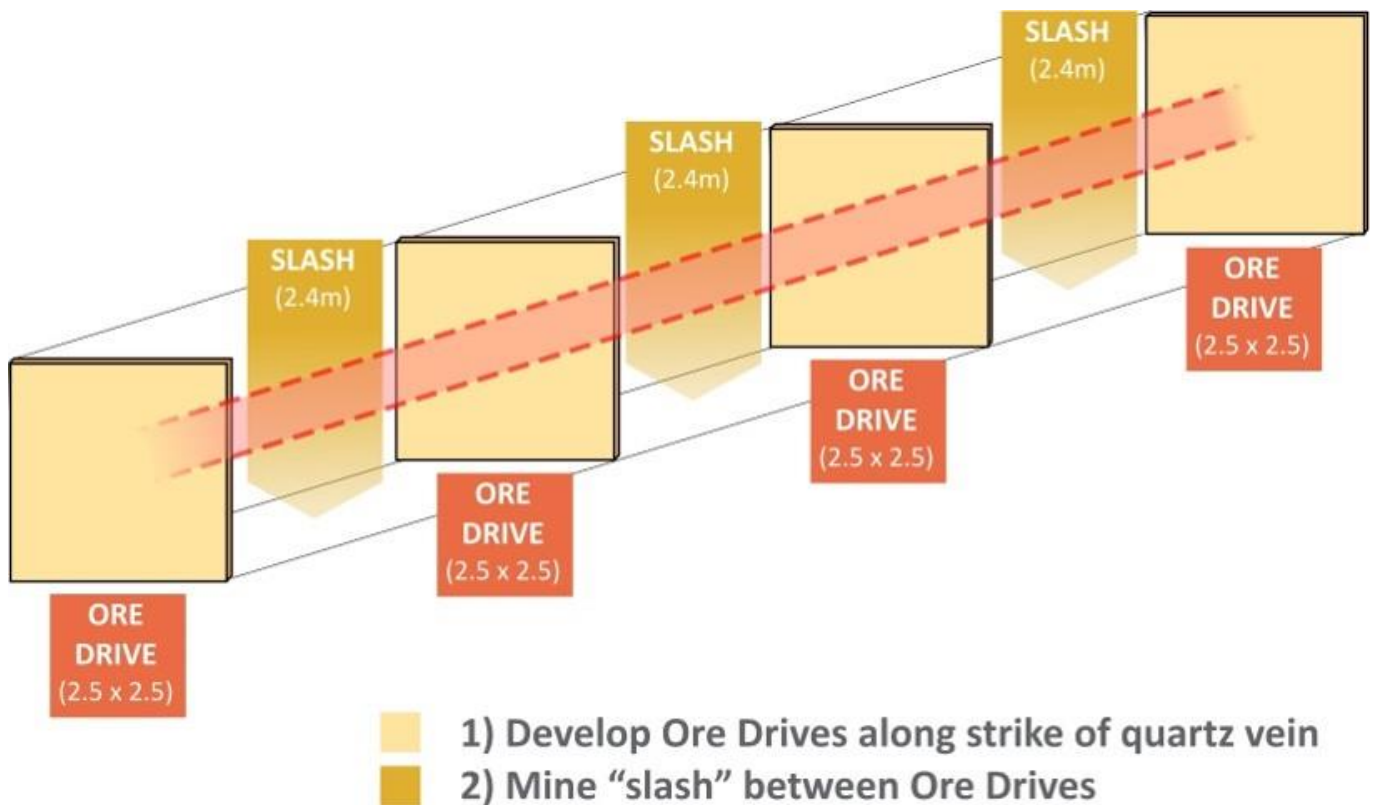 SLASH
(2.4m)
SLASH
(2.4m)
SLASH
(2.4m)
ORE
DRIVE
(2.5 x 2.5)
ORE
DRIVE
(2.5 x 2.5)
ORE
DRIVE
(2.5 x 2.5)
ORE
DRIVE
(2.5 x 2.5)
1) Develop Ore Drives along strike of quartz vein
2) Mine “slash” between Ore Drives